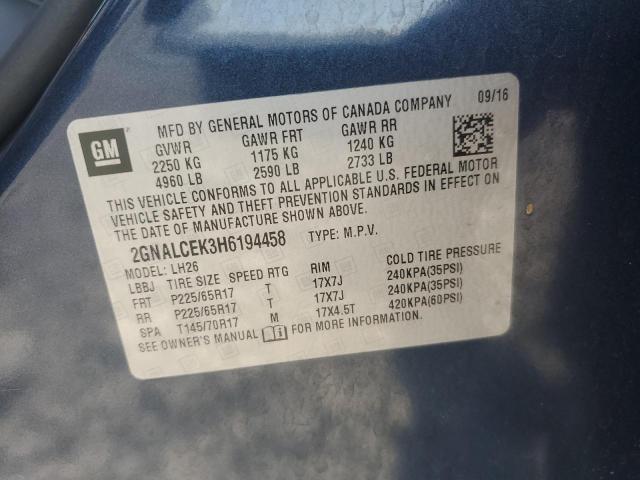 GM
MFD BY GENERAL MOTORS OF CANADA COMPANY 09/16
GVWR GAWR FRT GAWR RR
2250 KG 1175 KG 1240 KG
4960 LB 2590 LB 2733 LB
THIS VEHICLE CONFORMS TO ALL APPLICABLE U.S. FEDERAL MOTOR
VEHICLE SAFETY AND THEFT PREVENTION STANDARDS IN EFFECT ON
THE DATE OF MANUFACTURE SHOWN ABOVE.
2GNALCEK3H6194458 TYPE: M.P.V.
MODEL: LH26
LBBJ TIRE SIZE SPEED RTG RIM COLD TIRE PRESSURE
FRT P225/65R17 T 17X7J 240KPA(35PSI)
RR P225/65R17 T 17X7J 240KPA(35PSI)
SPA T145/70R17 M 17X4.5T 420KPA(60PSI)
SEE OWNER'S MANUAL FOR MORE INFORMATION.